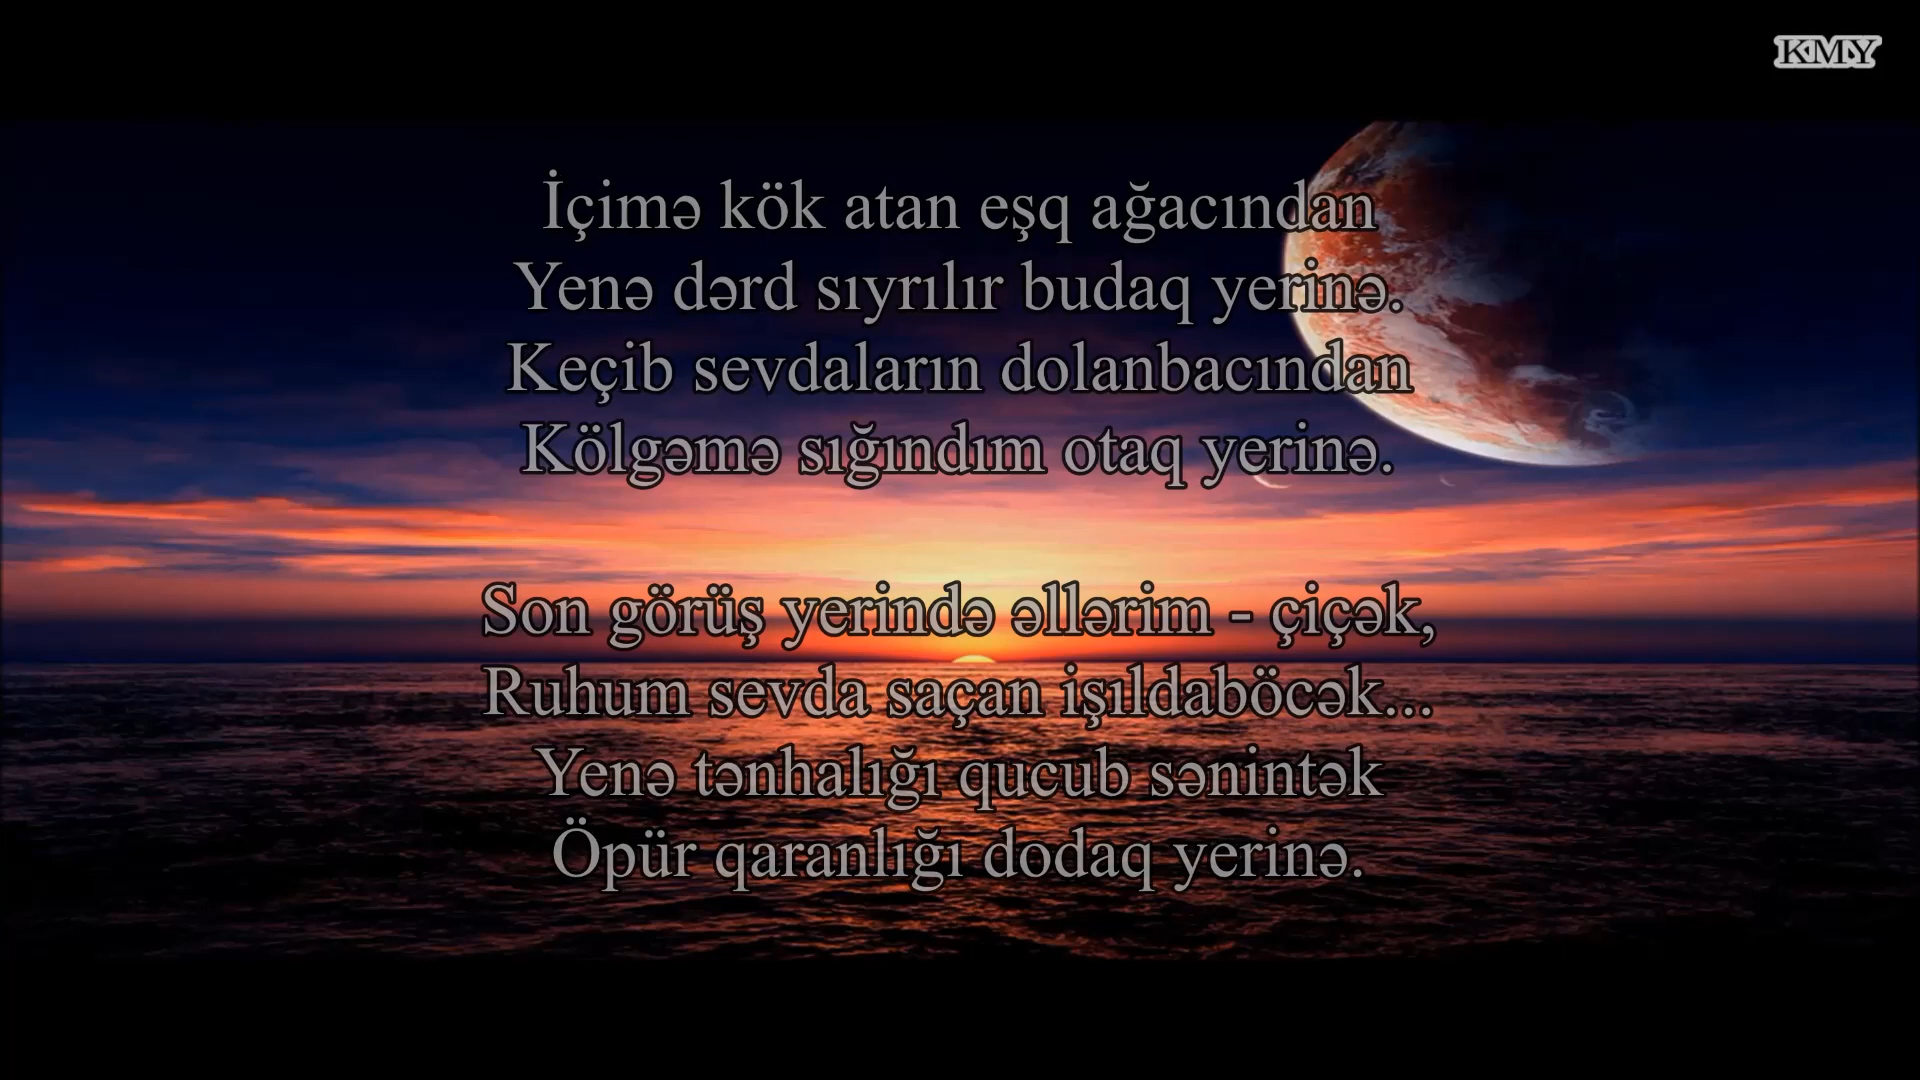 KMY
İçimə kök atan eşq ağacından
Yenə dərd sıyrılır budaq yerinə.
Keçib sevdaların dolanbacından
Kölgəmə sığındım otaq yerinə.
Son görüş yerində əllərim - çiçək,
Ruhum sevda saçan işıldaböcək...
Yenə tənhalığı qucub sənintək
Öpür qaranlığı dodaq yerinə.